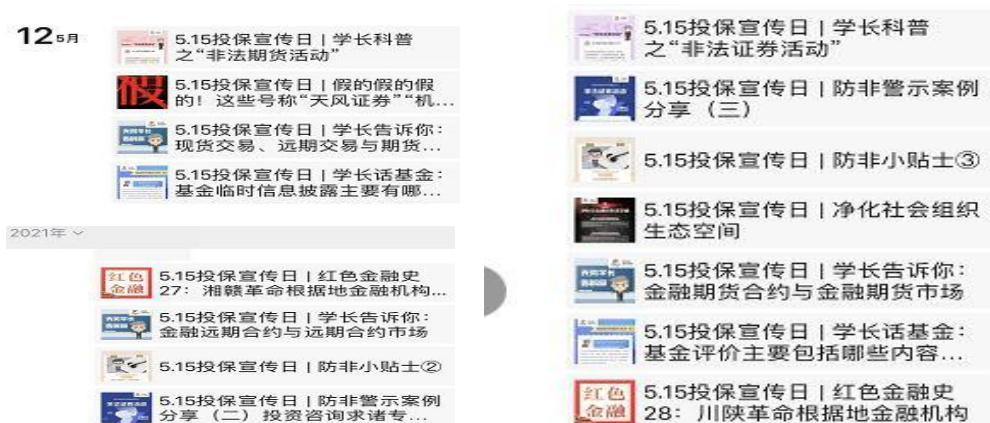 12 5月
5.15投保宣传日 | 学长科普
之“非法期货活动”
假
5.15投保宣传日 | 假的假的假
的！这些号称“天风证券”“机...
5.15投保宣传日 | 学长告诉你：
现货交易、远期交易与期货...
5.15投保宣传日 | 学长话基金：
基金临时信息披露主要有哪...
2021年
红色
金融
5.15投保宣传日 | 红色金融史
27：湘赣革命根据地金融机构...
5.15投保宣传日 | 学长告诉你：
金融远期合约与远期合约市场
5.15投保宣传日 | 防非小贴士②
5.15投保宣传日 | 防非警示案例
分享（二）投资咨询求诸专...
5.15投保宣传日 | 学长科普
之“非法证券活动”
5.15投保宣传日 | 防非警示案例
分享（三）
5.15投保宣传日 | 防非小贴士③
5.15投保宣传日 | 净化社会组织
生态空间
5.15投保宣传日 | 学长告诉你：
金融期货合约与金融期货市场
5.15投保宣传日 | 学长话基金：
基金评价主要包括哪些内容...
红色
金融
5.15投保宣传日 | 红色金融史
28：川陕革命根据地金融机构